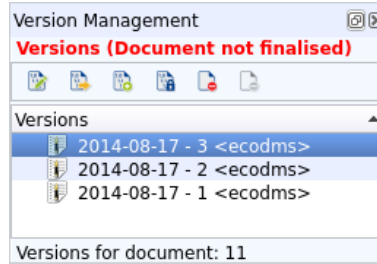 Version Management
Versions (Document not finalised)
Versions
2014-08-17 - 3 <ecodms>
2014-08-17 - 2 <ecodms>
2014-08-17 - 1 <ecodms>
Versions for document: 11